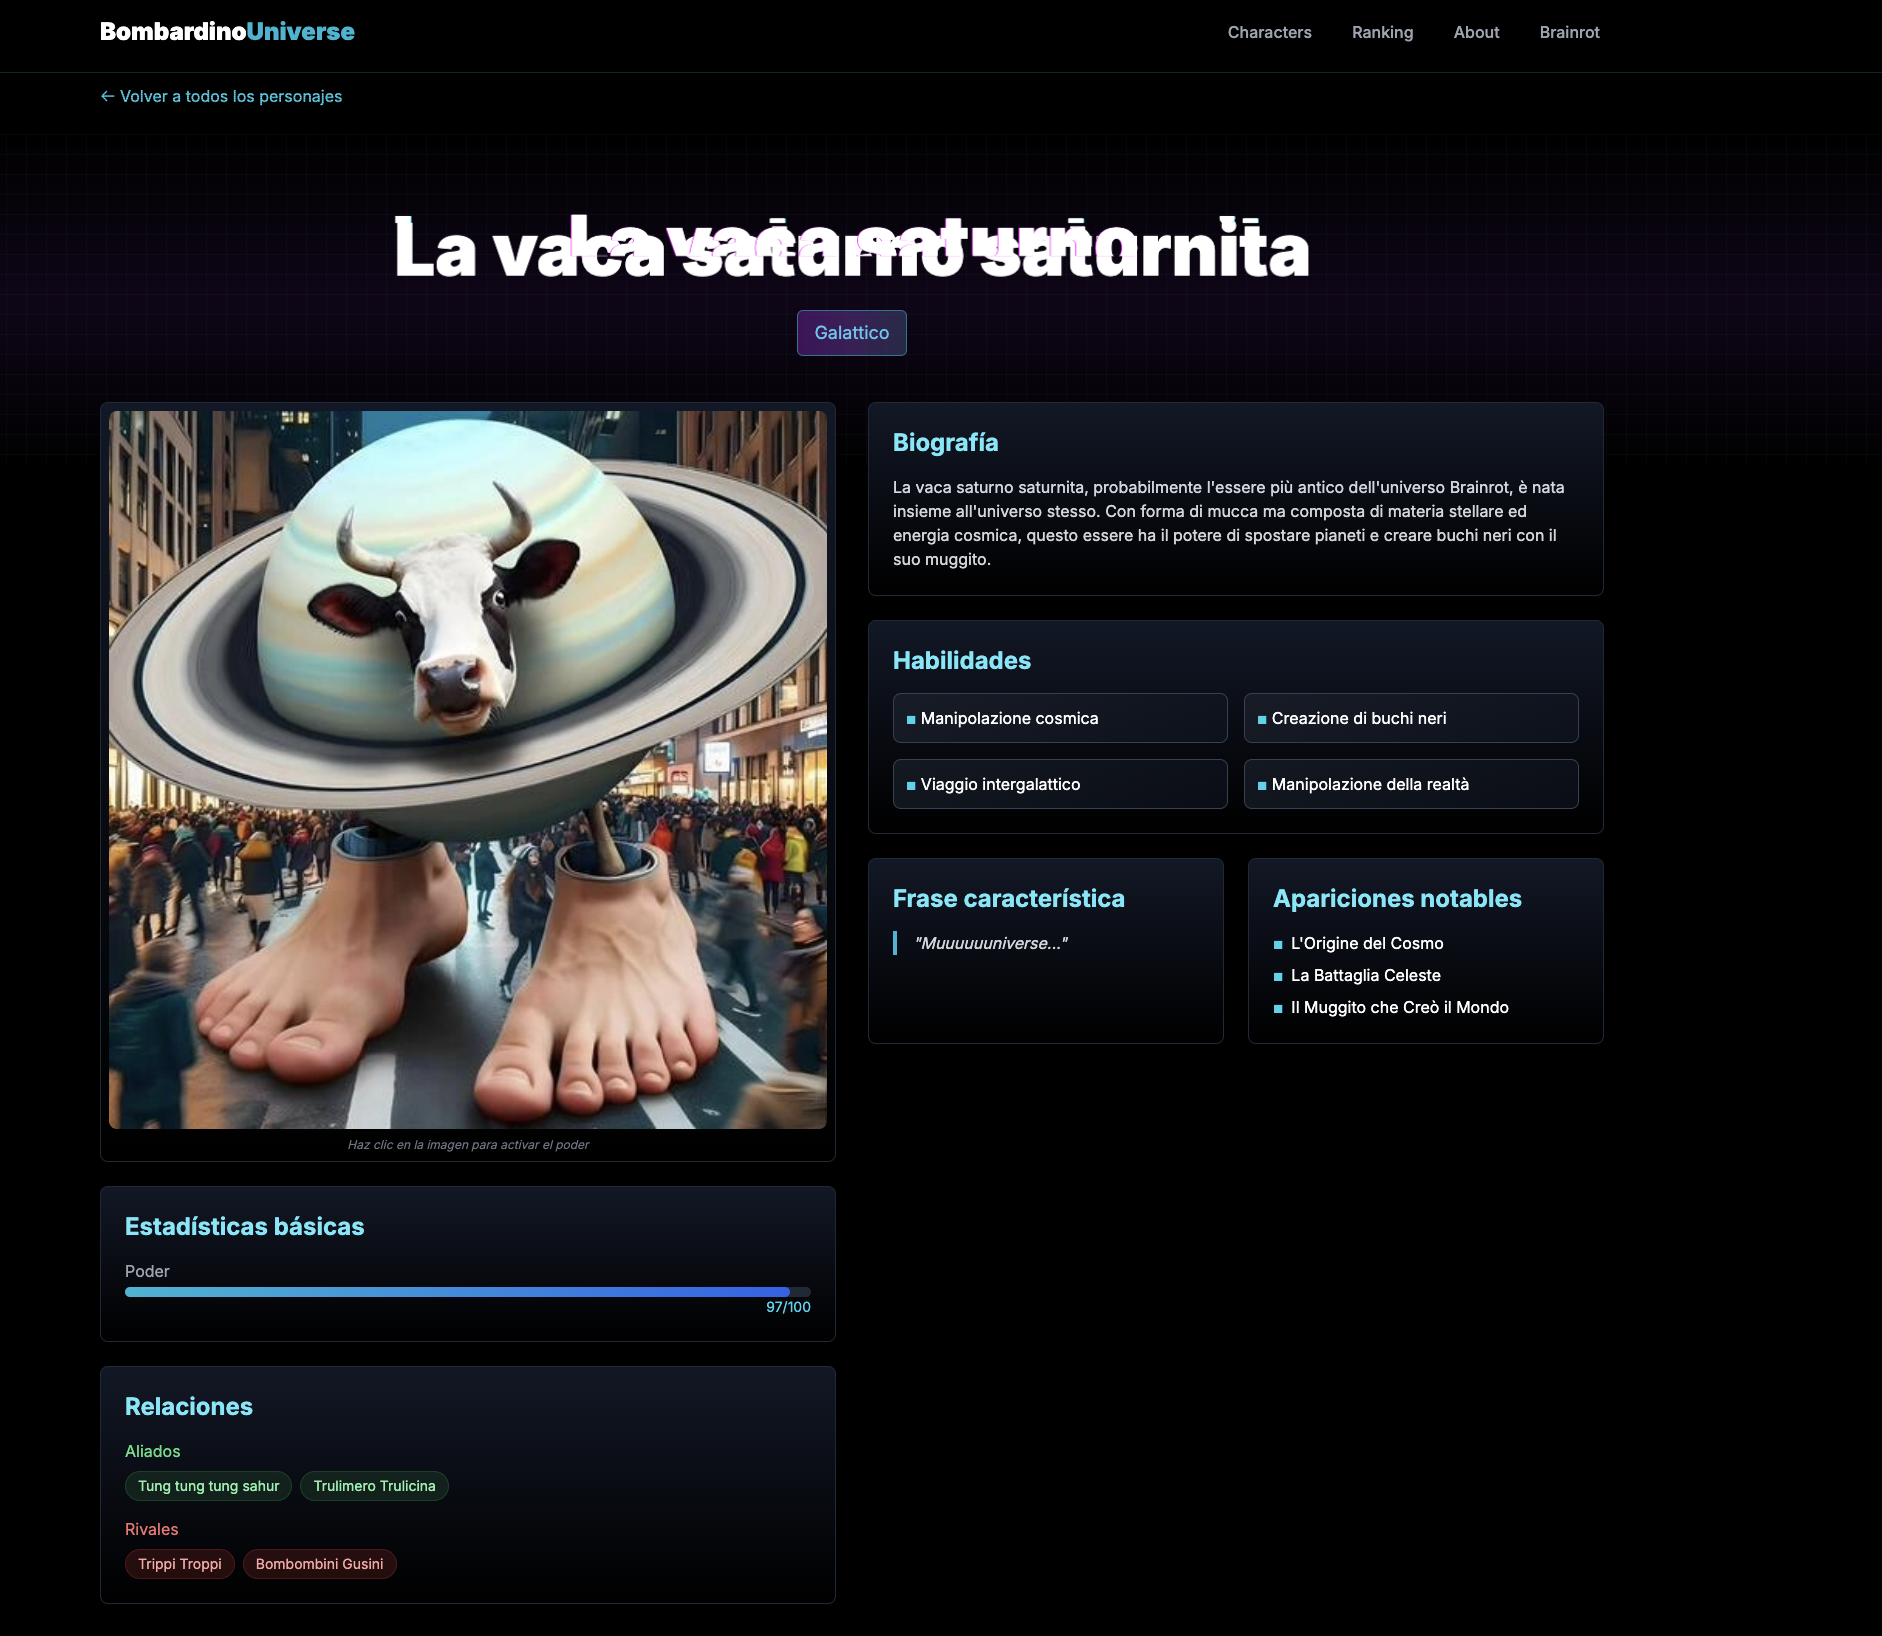 BombardinoUniverse
Characters Ranking About Brainrot
← Volver a todos los personajes
La vaca saturno saturnita
La vaca saturno
Galattico
Haz clic en la imagen para activar el poder
Estadísticas básicas
Poder
97/100
Relaciones
Aliados
Tung tung tung sahur Trulimero Trulicina
Rivales
Trippi Troppi Bombombini Gusini
Biografía
La vaca saturno saturnita, probabilmente l'essere più antico dell'universo Brainrot, è nata
insieme all'universo stesso. Con forma di mucca ma composta di materia stellare ed
energia cosmica, questo essere ha il potere di spostare pianeti e creare buchi neri con il
suo muggito.
Habilidades
Manipolazione cosmica
Creazione di buchi neri
Viaggio intergalattico
Manipolazione della realtà
Frase característica
"Muuuuuuniverse..."
Apariciones notables
L'Origine del Cosmo
La Battaglia Celeste
Il Muggito che Creò il Mondo